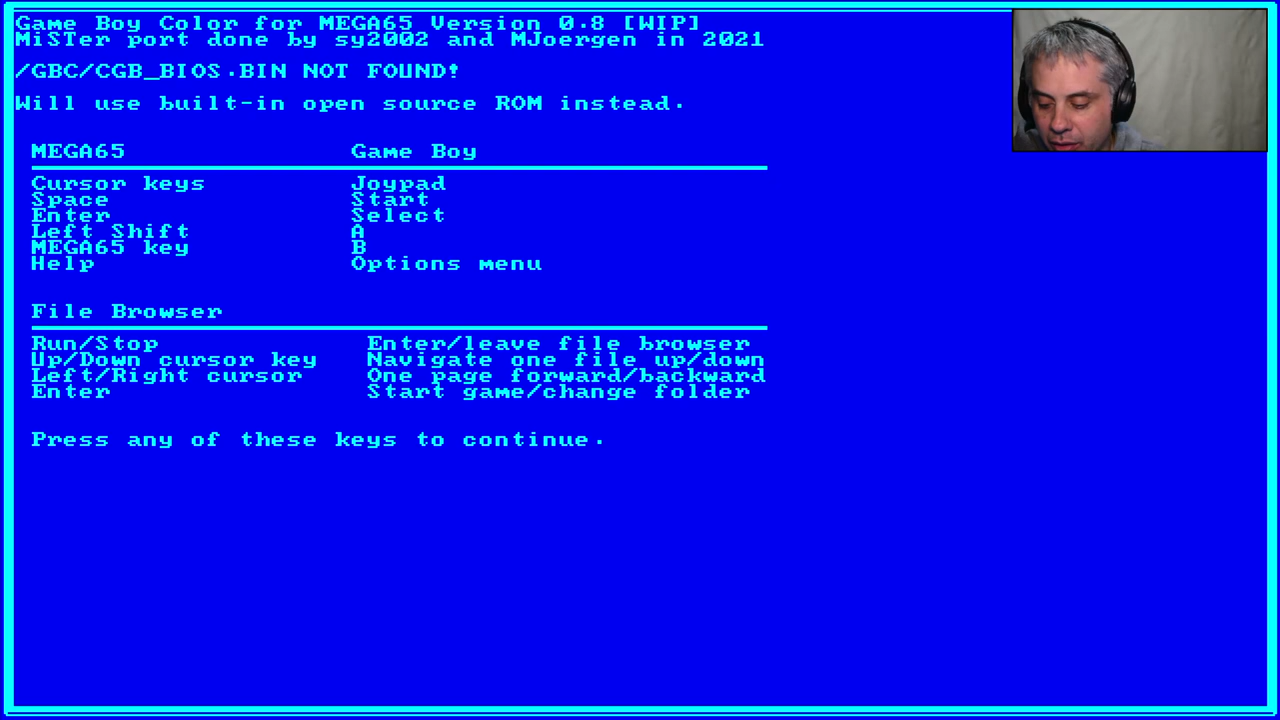 Game Boy Color for MEGA65 Version 0.8 [WIP]
MiSTer port done by sy2002 and MJoergen in 2021
/GBC/CGB_BIOS.BIN NOT FOUND!
Will use built-in open source ROM instead.
MEGA65 Game Boy
Cursor keys Joypad
Space Start
Enter Select
Left Shift A
MEGA65 key B
Help Options menu
File Browser
Run/Stop Enter/leave file browser
Up/Down cursor key Navigate one file up/down
Left/Right cursor One page forward/backward
Enter Start game/change folder
Press any of these keys to continue.